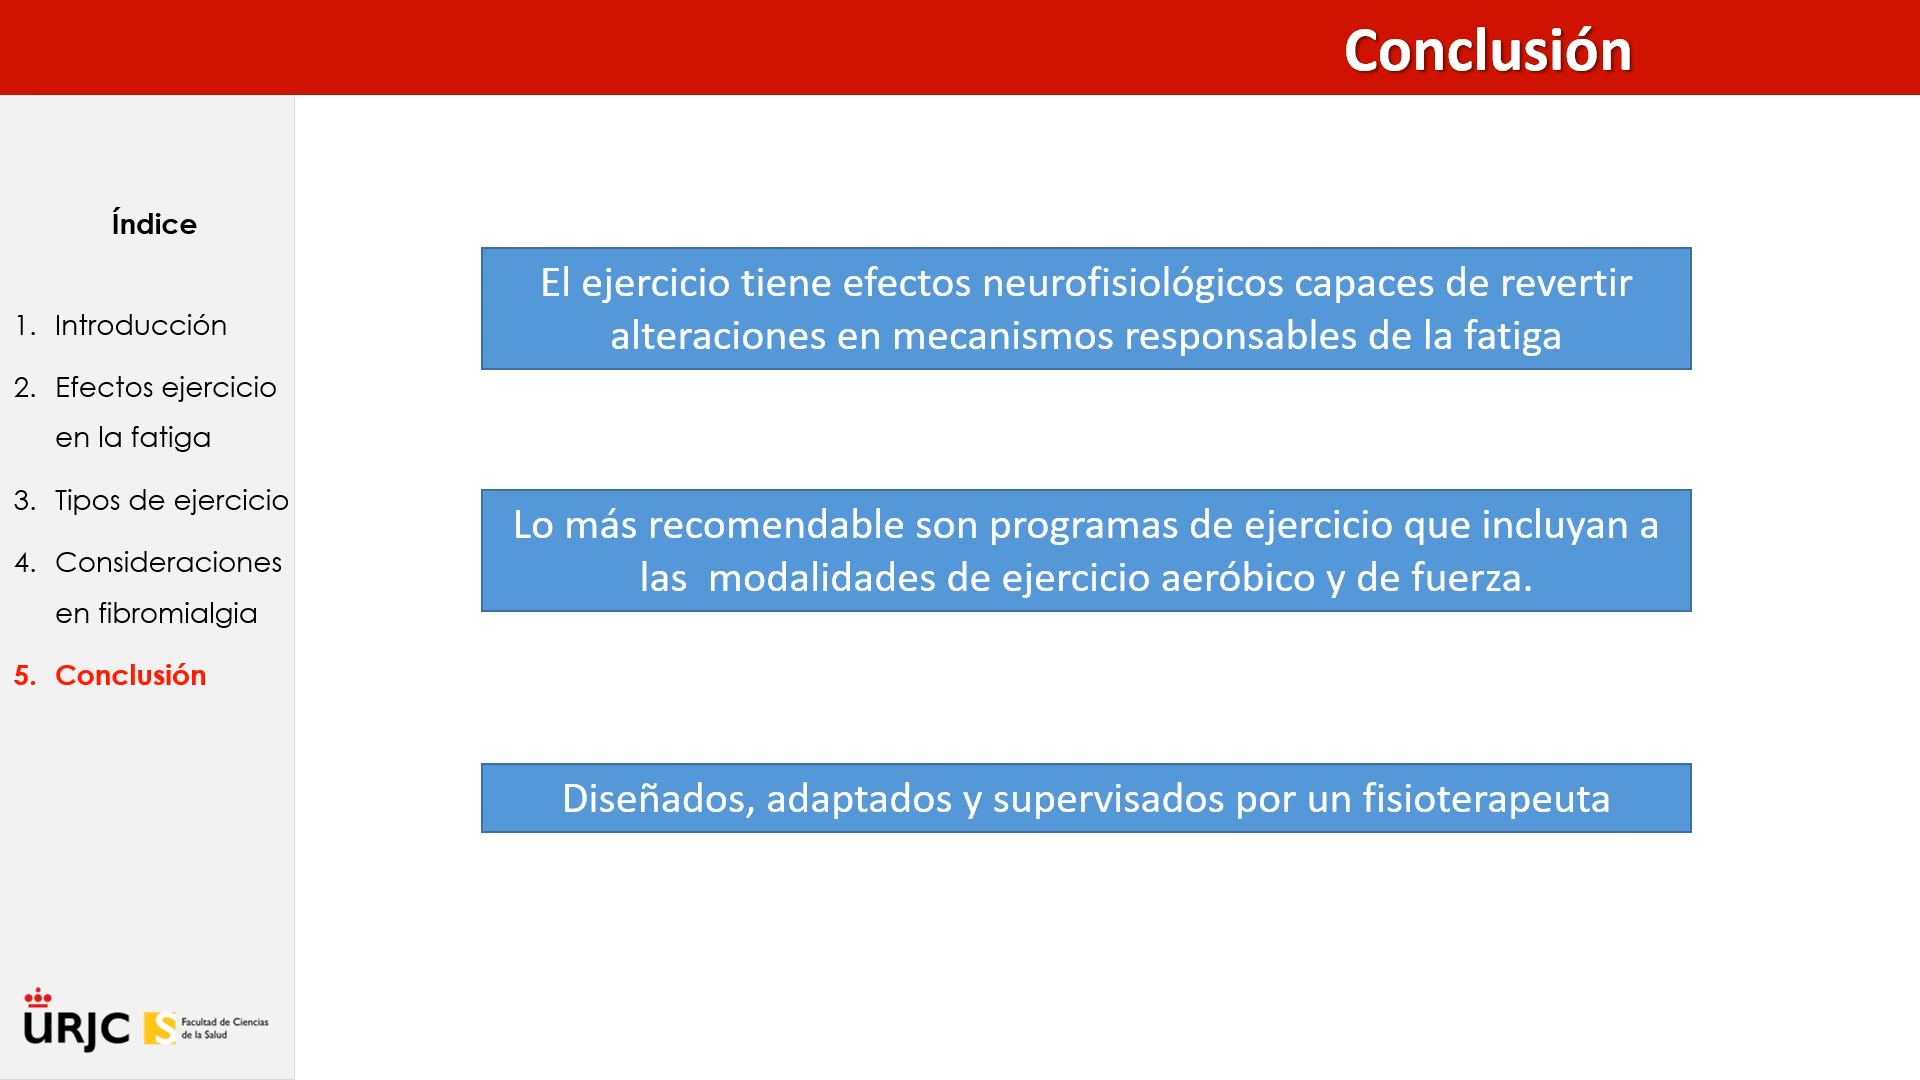 Conclusión
Índice
1. Introducción
2. Efectos ejercicio
en la fatiga
3. Tipos de ejercicio
4. Consideraciones
en fibromialgia
5. Conclusión
El ejercicio tiene efectos neurofisiológicos capaces de revertir
alteraciones en mecanismos responsables de la fatiga
Lo más recomendable son programas de ejercicio que incluyan a
las  modalidades de ejercicio aeróbico y de fuerza.
Diseñados, adaptados y supervisados por un fisioterapeuta
URJC
S
Facultad de Ciencias
de la Salud